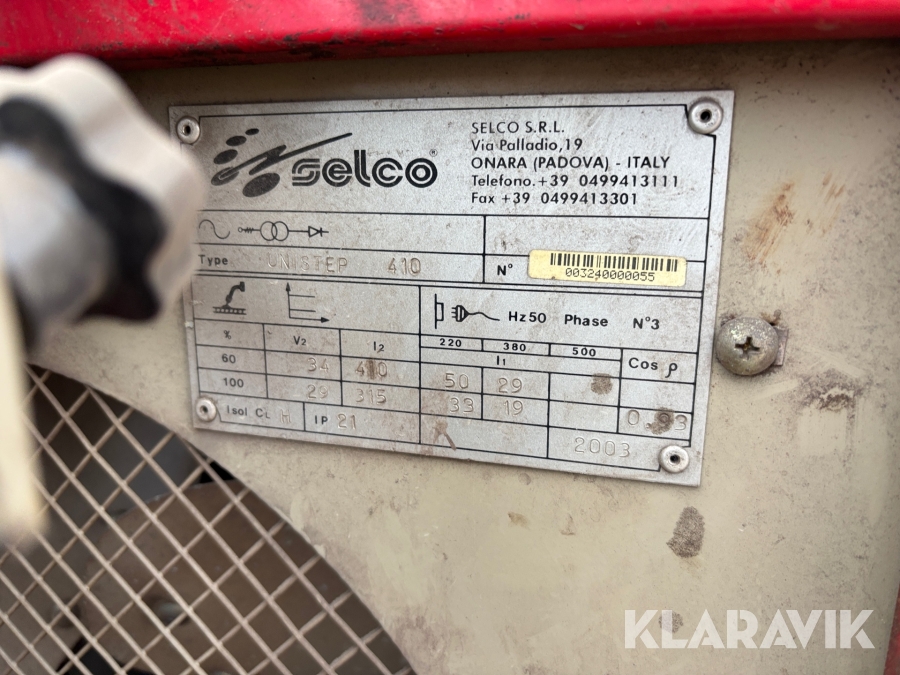 selco®
SELCO S.R.L.
Via Palladio,19
ONARA (PADOVA) - ITALY
Telefono.+39 0499413111
Fax +39 0499413301
Type UNISTEP 410
N° 003240000055
Hz50 Phase N°3
220 380 500
% V2 I2 I1 Cos ρ
60 34 410 50 29
100 29 315 33 19
Isol CL H IP 21
2003
KLARAVIK